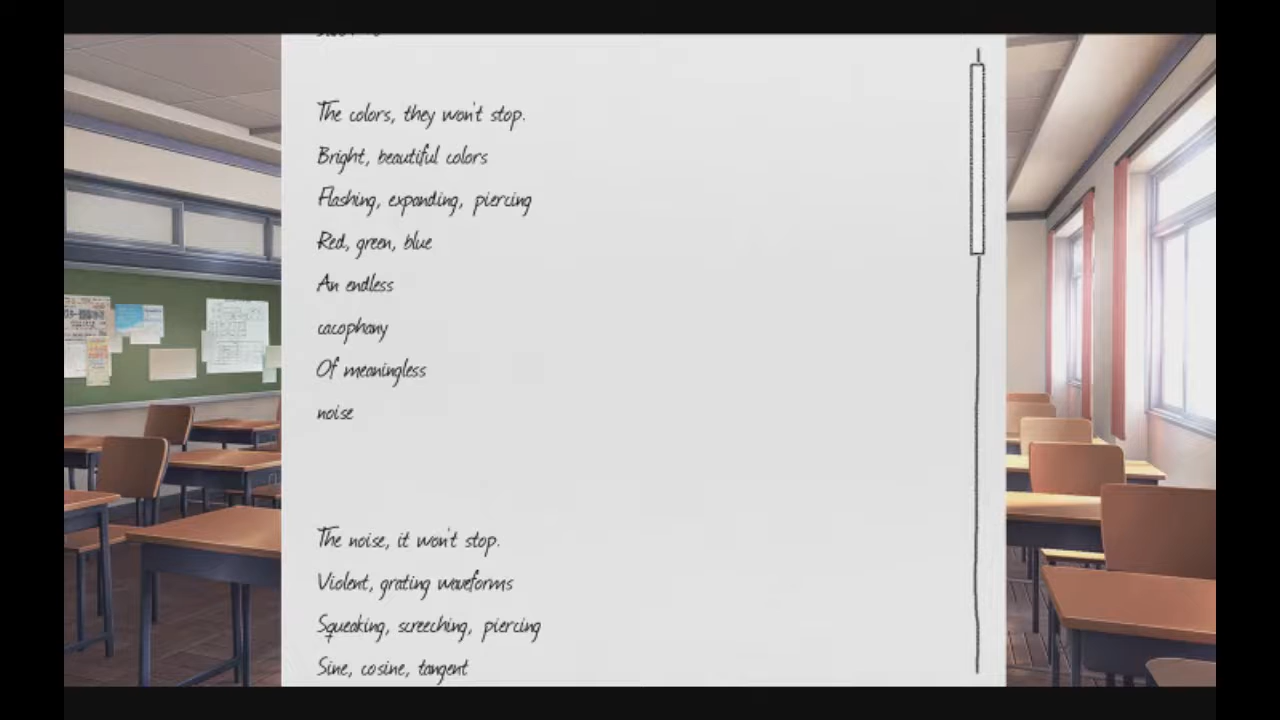 The colors, they won't stop.
Bright, beautiful colors
Flashing, expanding, piercing
Red, green, blue
An endless
cacophany
Of meaningless
noise
The noise, it won't stop.
Violent, grating waveforms
Squeaking, screeching, piercing
Sine, cosine, tangent